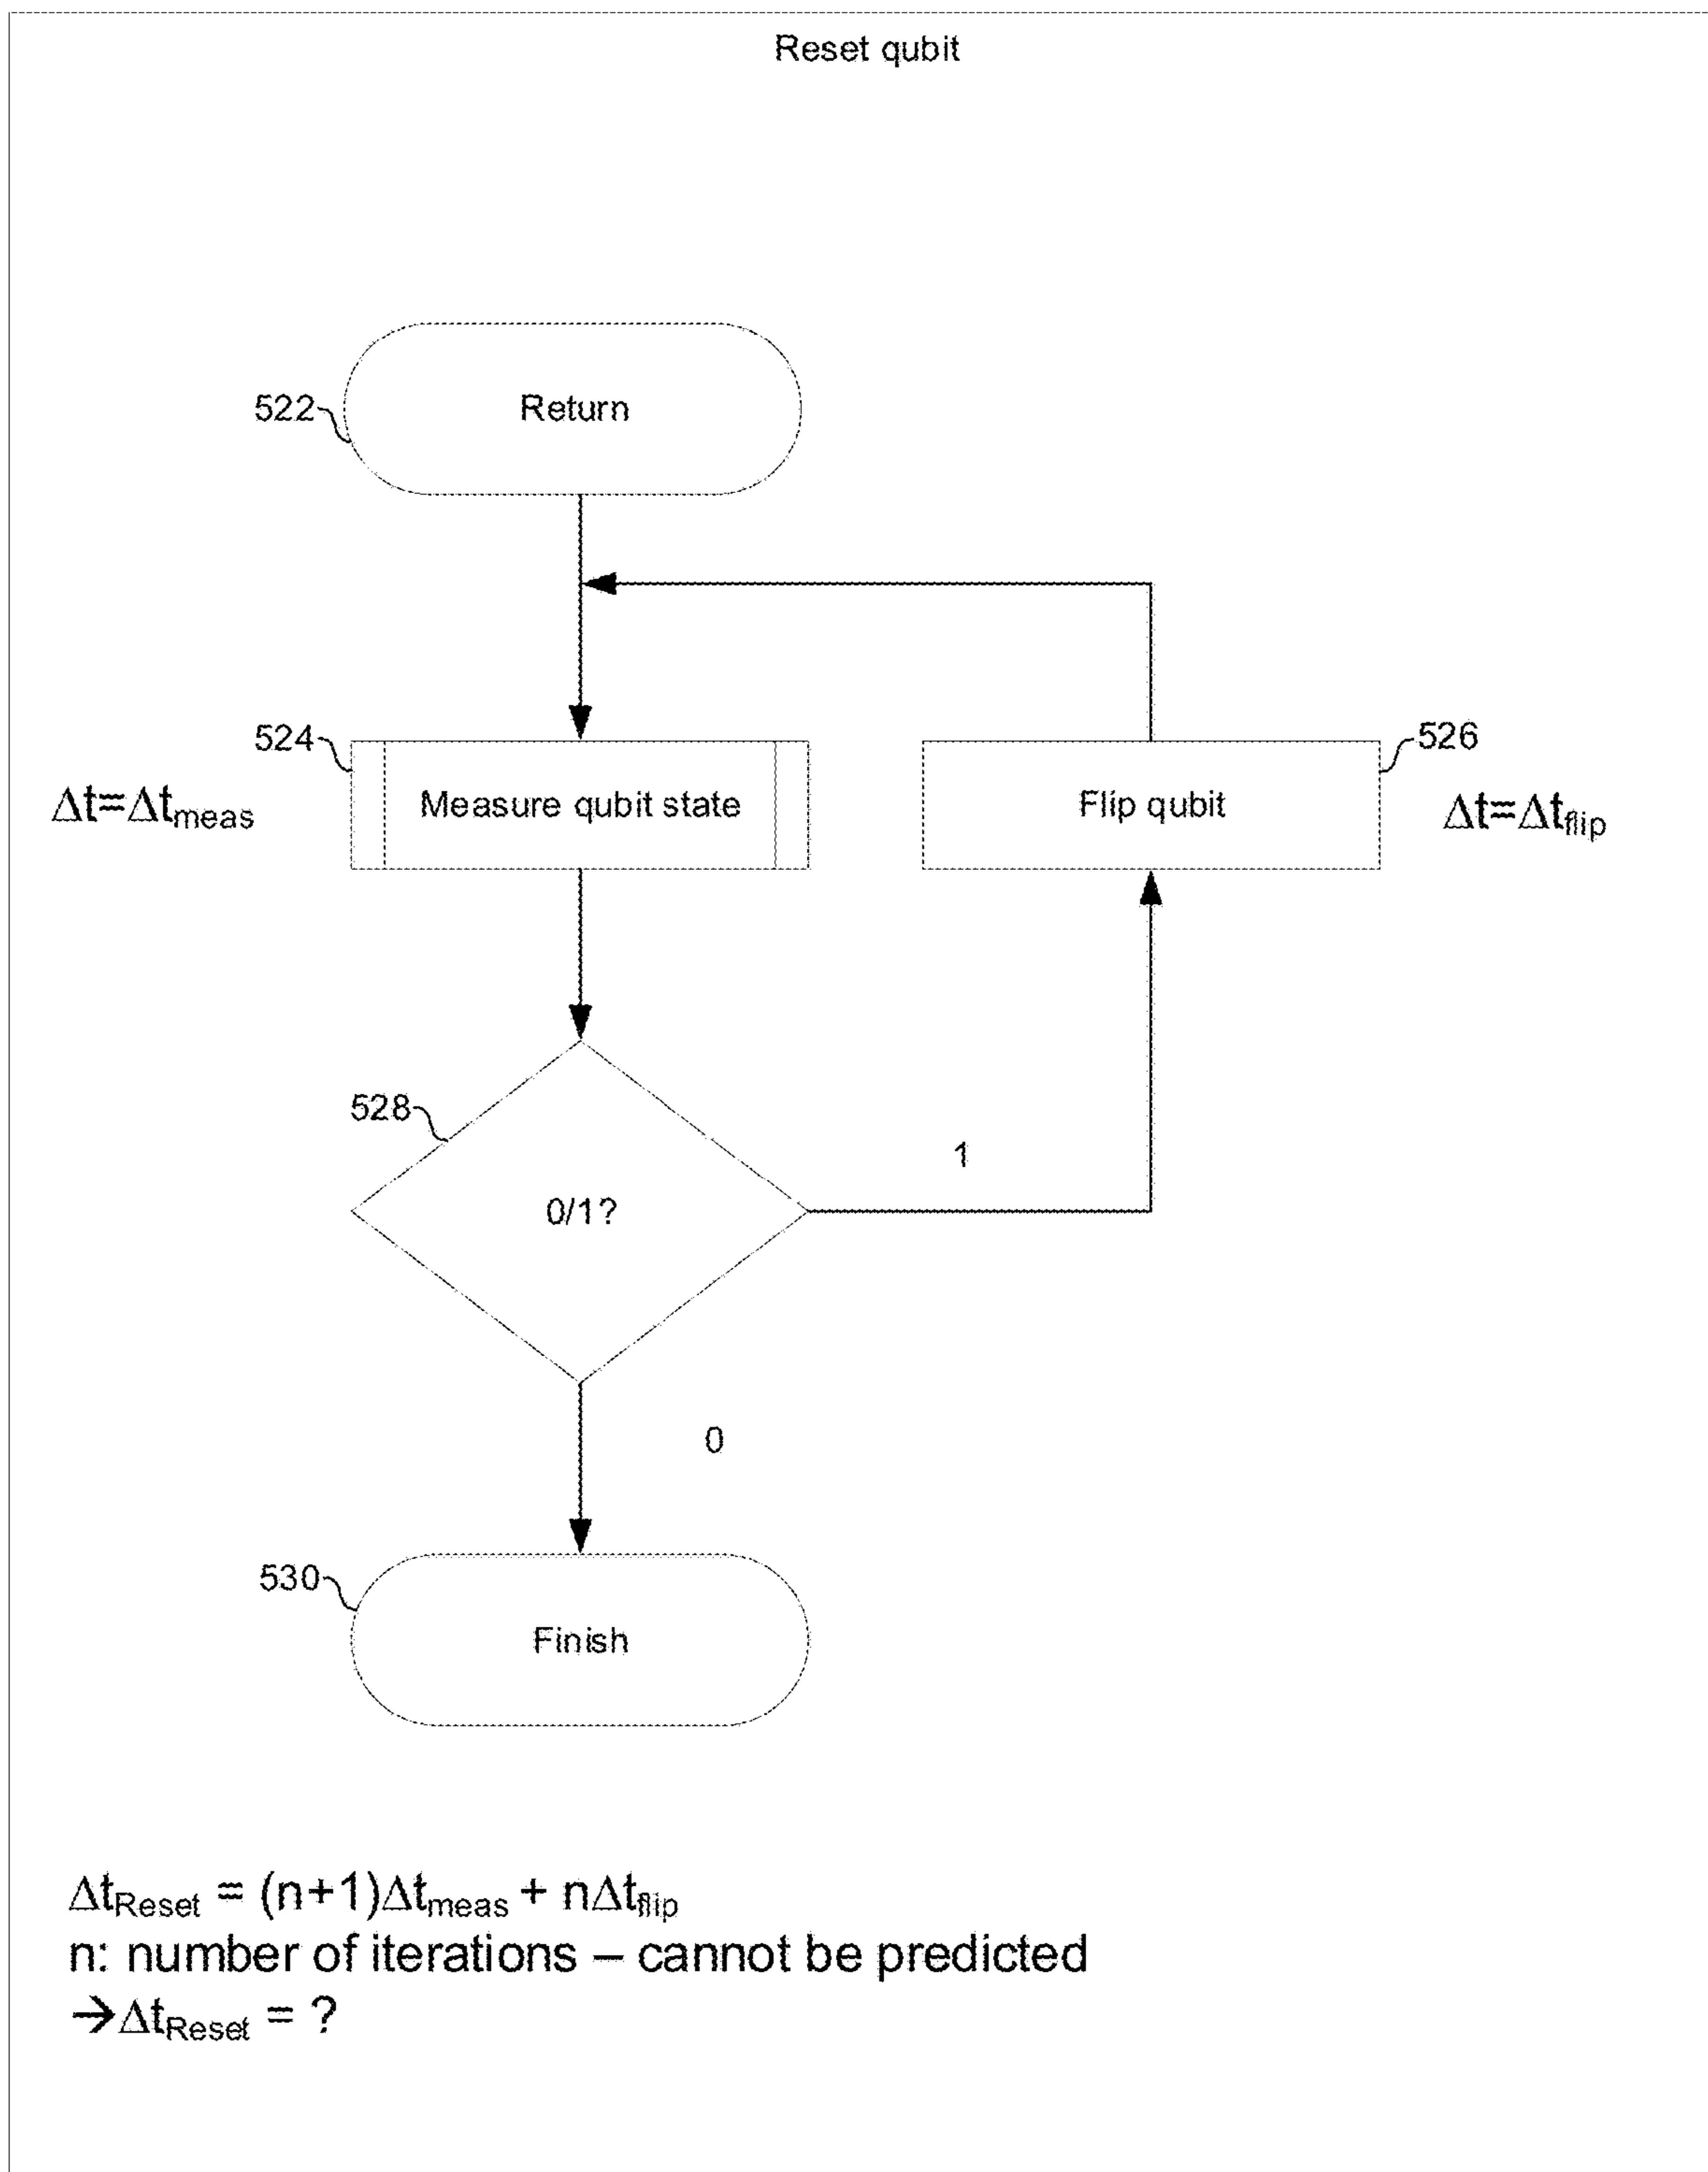 Reset qubit
522
Return
524
526
Δt=Δtmeas
Measure qubit state
Flip qubit
Δt=Δtflip
528
1
0/1?
0
530
Finish
ΔtReset = (n+1)Δtmeas + nΔtflip
n: number of iterations – cannot be predicted
→ΔtReset = ?